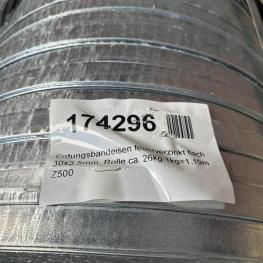 174296
Erdungsbandeisen feuerverzinkt flach
30x3,5mm, Rolle ca. 26kg 1kg=1,19m
Z500